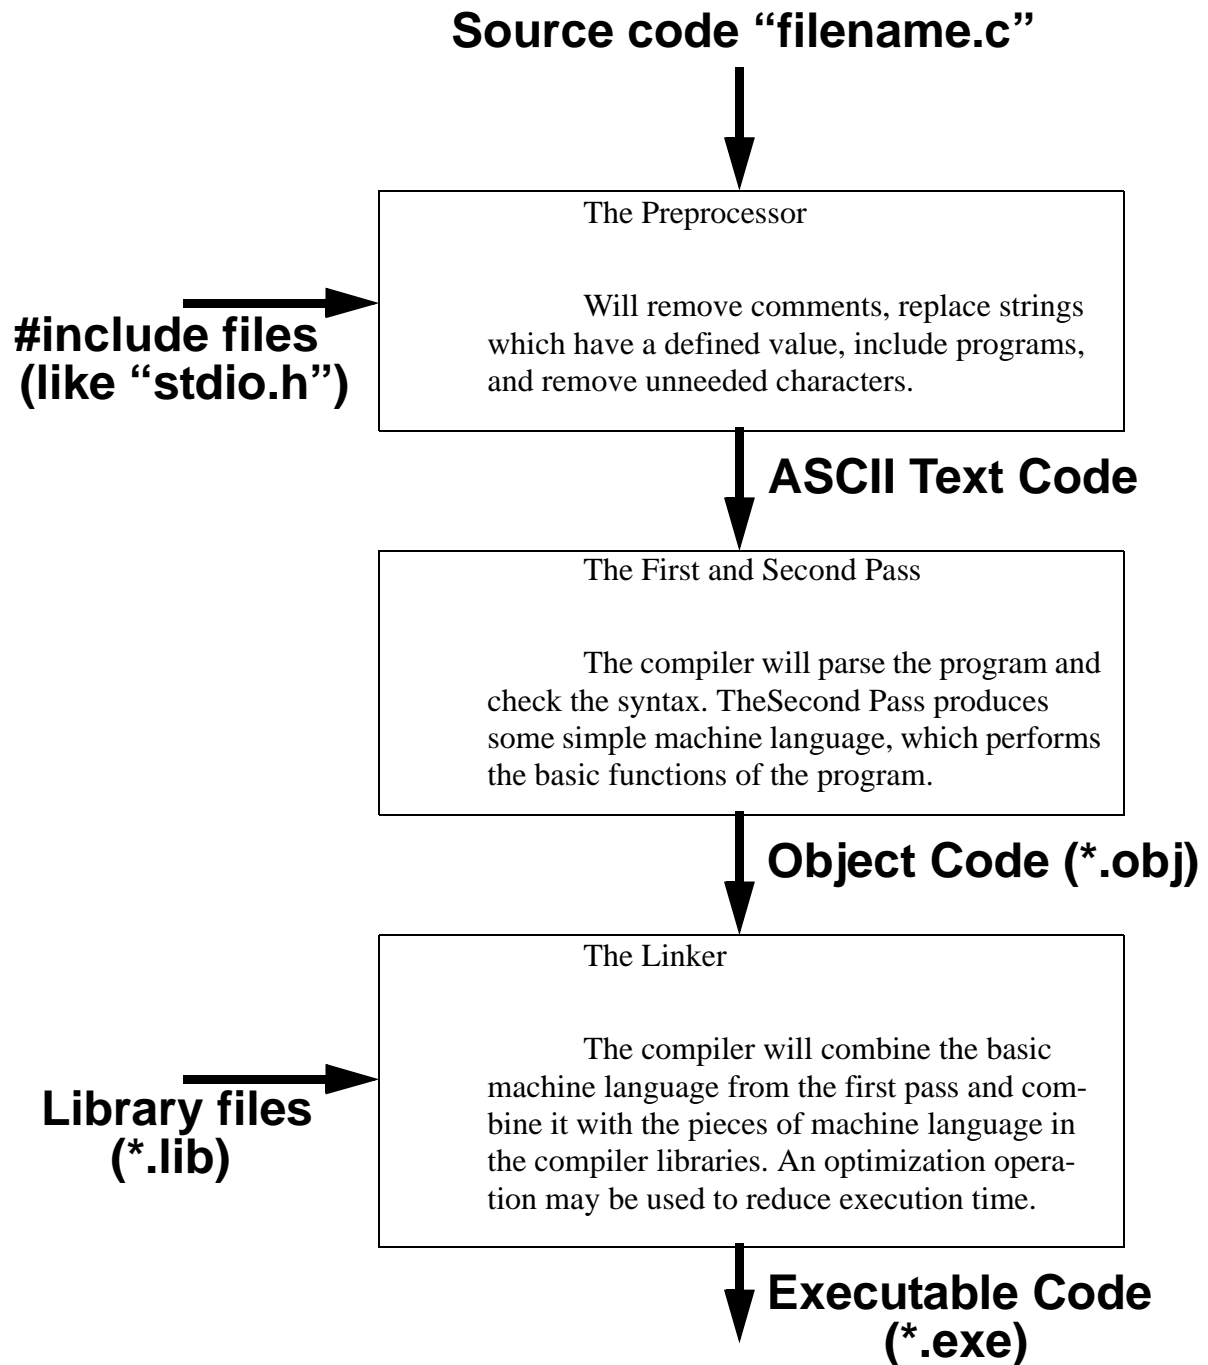 Source code “filename.c”
The Preprocessor
Will remove comments, replace strings
which have a defined value, include programs,
and remove unneeded characters.
#include files
(like “stdio.h”)
ASCII Text Code
The First and Second Pass
The compiler will parse the program and
check the syntax. TheSecond Pass produces
some simple machine language, which performs
the basic functions of the program.
Object Code (*.obj)
The Linker
The compiler will combine the basic
machine language from the first pass and com-
bine it with the pieces of machine language in
the compiler libraries. An optimization opera-
tion may be used to reduce execution time.
Library files
(*.lib)
Executable Code
(*.exe)